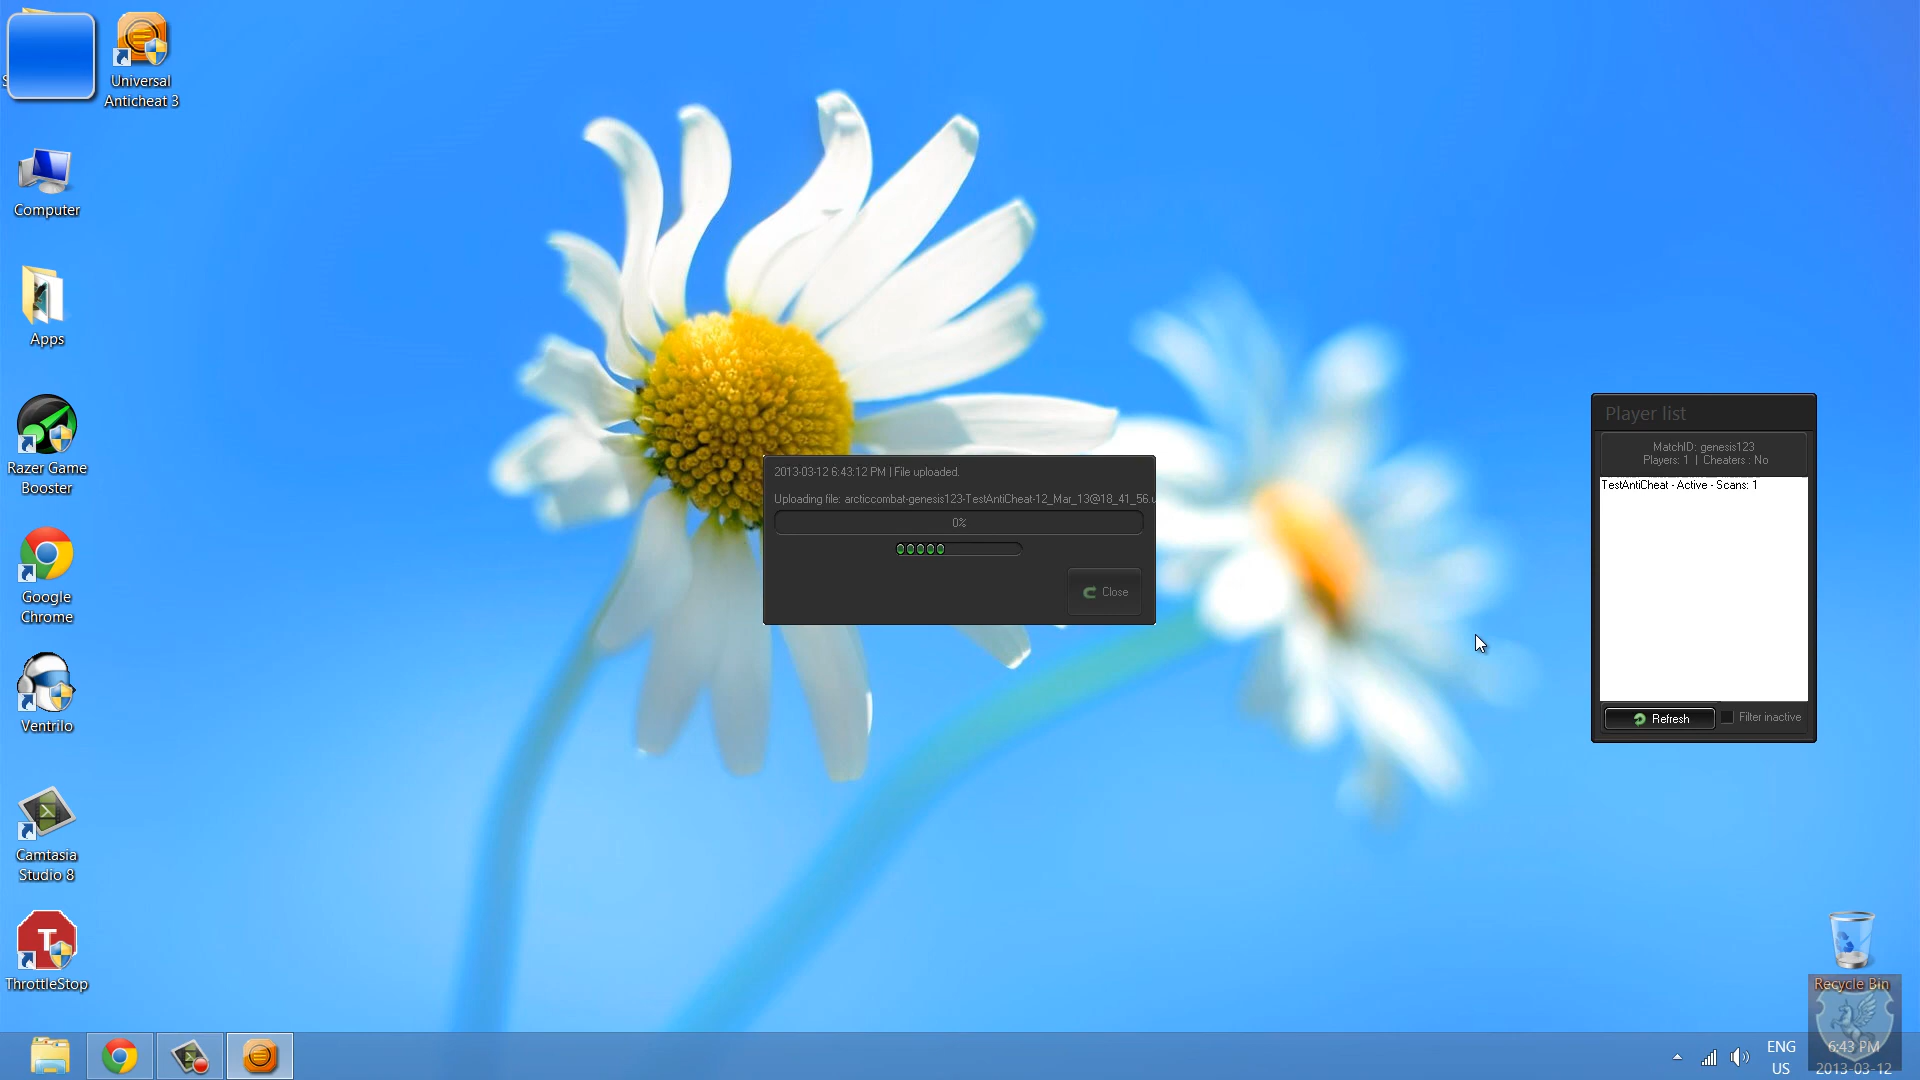 Universal
Anticheat 3
Computer
Apps
Razer Game
Booster
Google
Chrome
Ventrilo
Camtasia
Studio 8
ThrottleStop
2013-03-12 6:43:12 PM | File uploaded.
Uploading file: arcticcombat-genesis123-TestAntiCheat-12_Mar_13@18_41_56.u
0%
Close
Player list
MatchID: genesis123
Players: 1 | Cheaters : No
TestAntiCheat - Active - Scans: 1
Refresh
Filter inactive
Recycle Bin
ENG
US
6:43 PM
2013-03-12